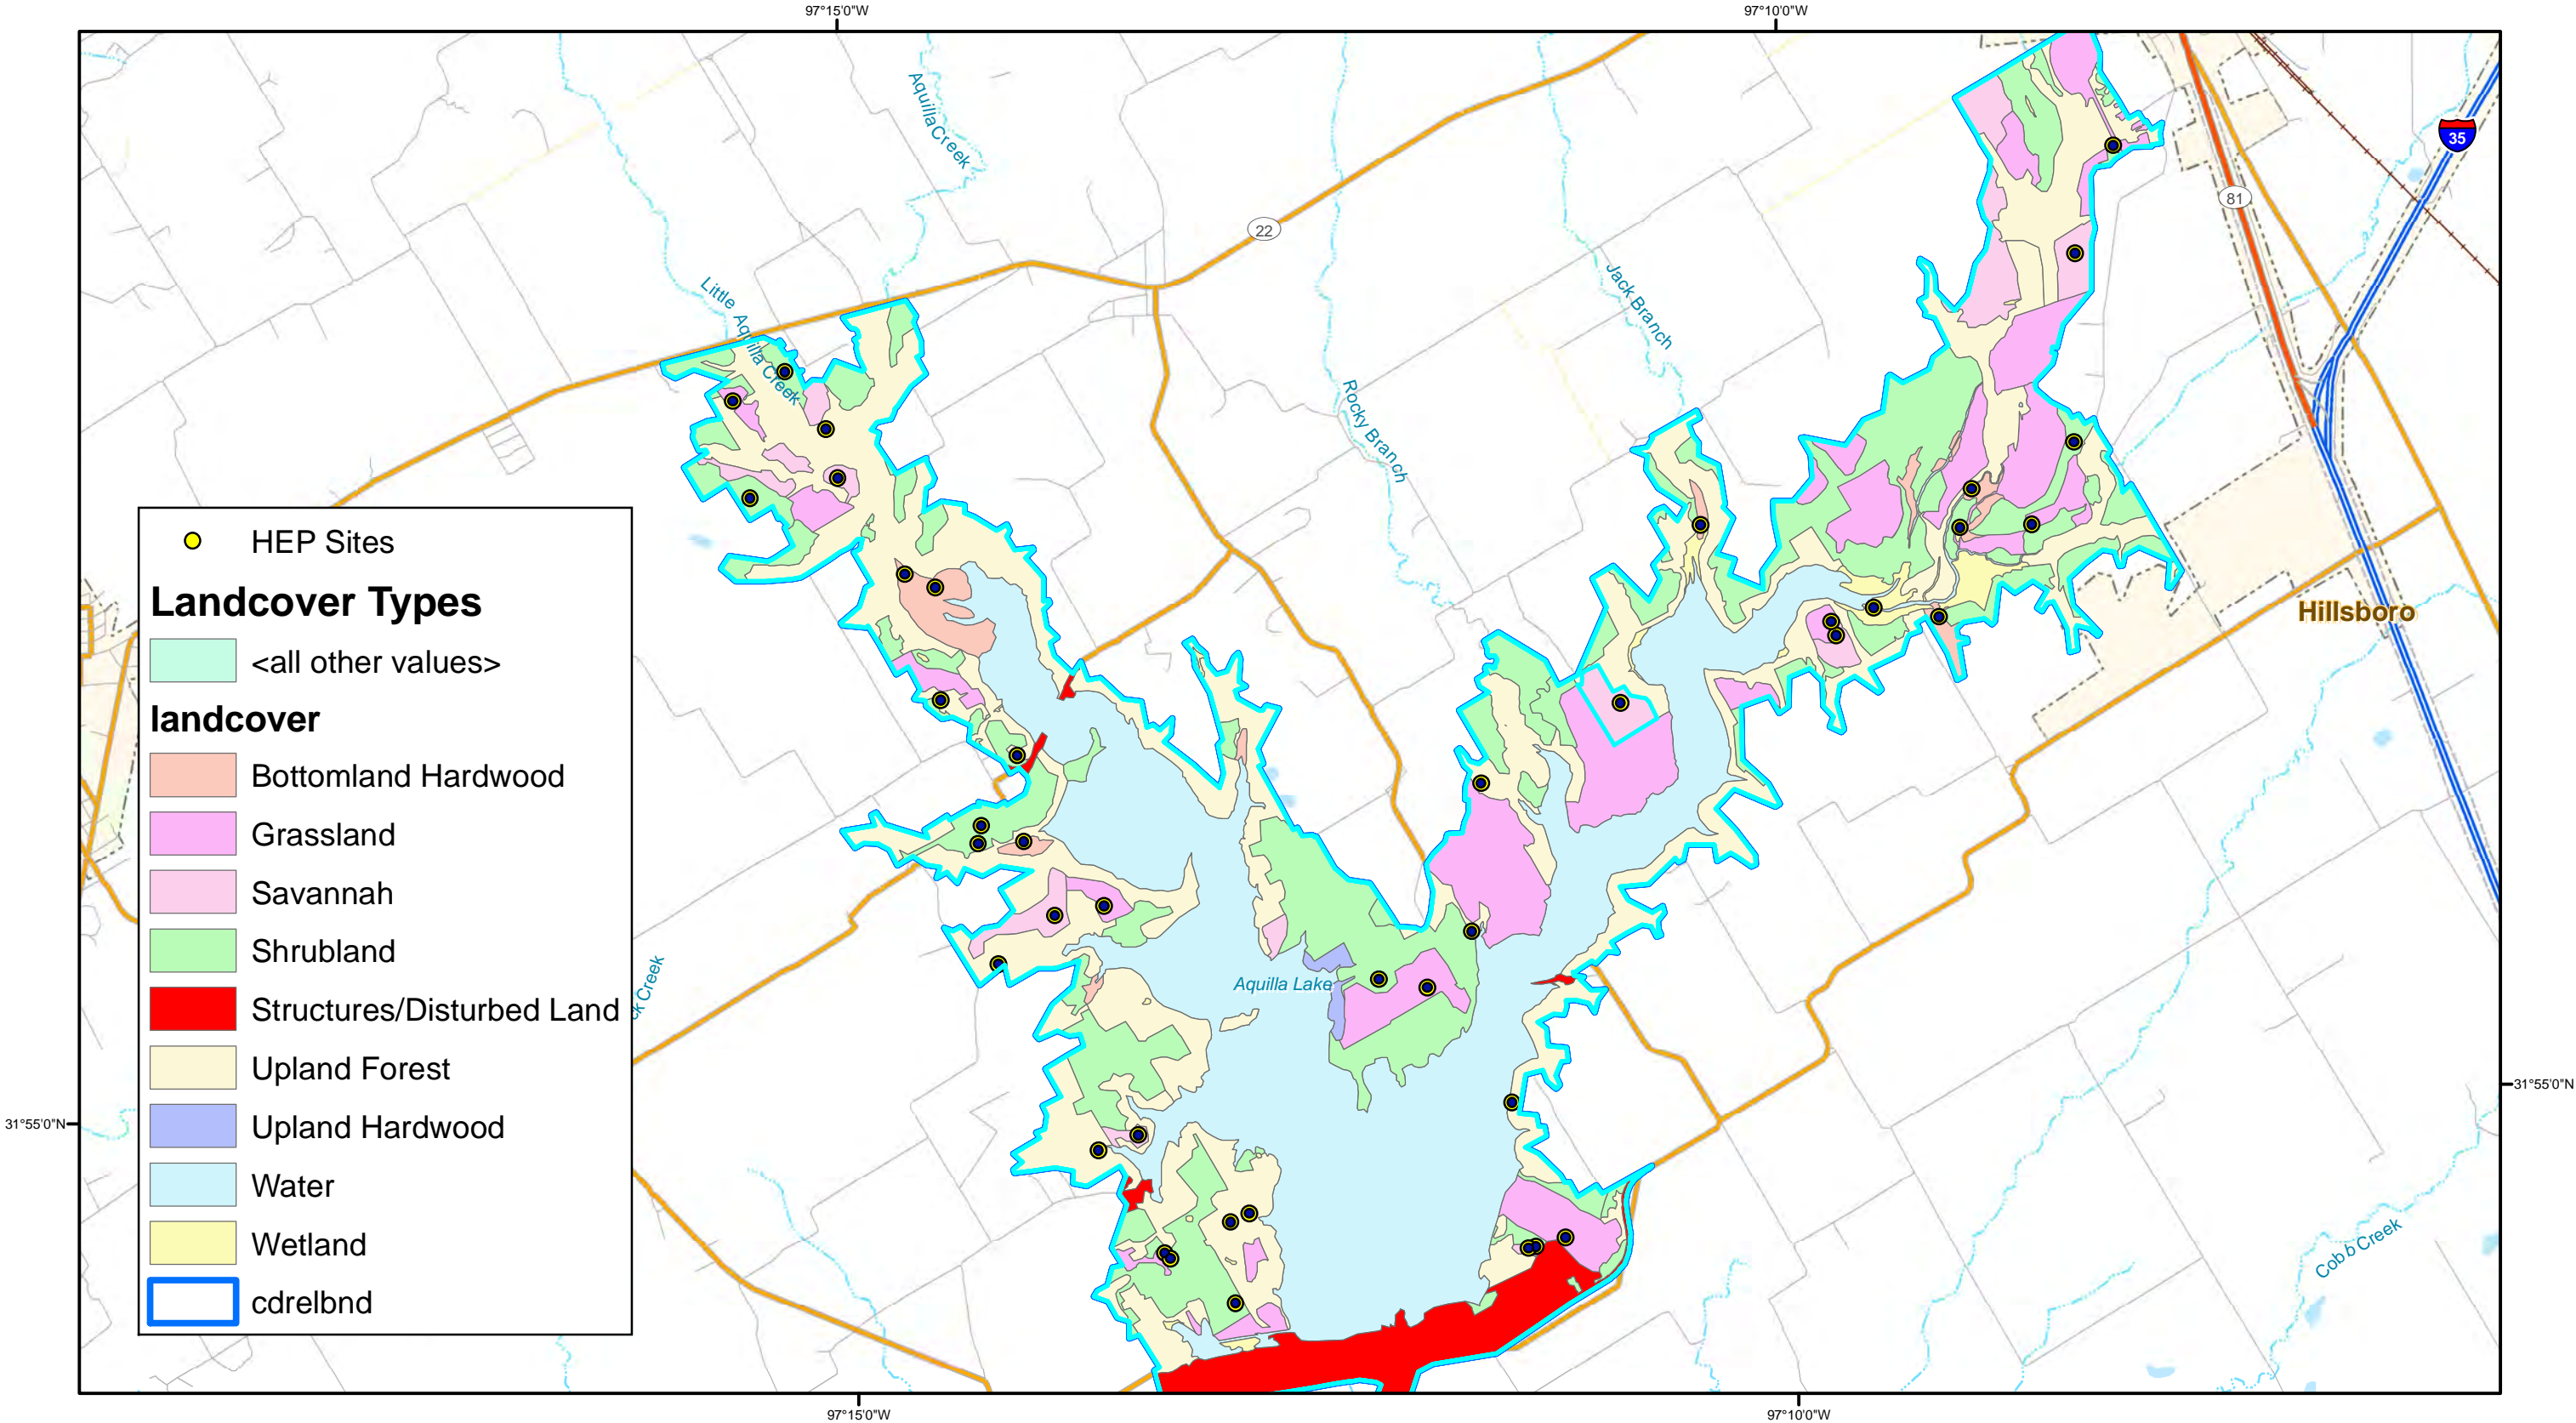 97°15'0"W
97°10'0"W
Aquilla Creek
35
81
22
Little Aquilla Creek
Jack Branch
Rocky Branch
HEP Sites
Landcover Types
<all other values>
landcover
Bottomland Hardwood
Grassland
Savannah
Shrubland
Structures/Disturbed Land
Upland Forest
Upland Hardwood
Water
Wetland
cdrelbnd
Hillsboro
ck Creek
Aquilla Lake
31°55'0"N
31°55'0"N
Cobb Creek
97°15'0"W
97°10'0"W